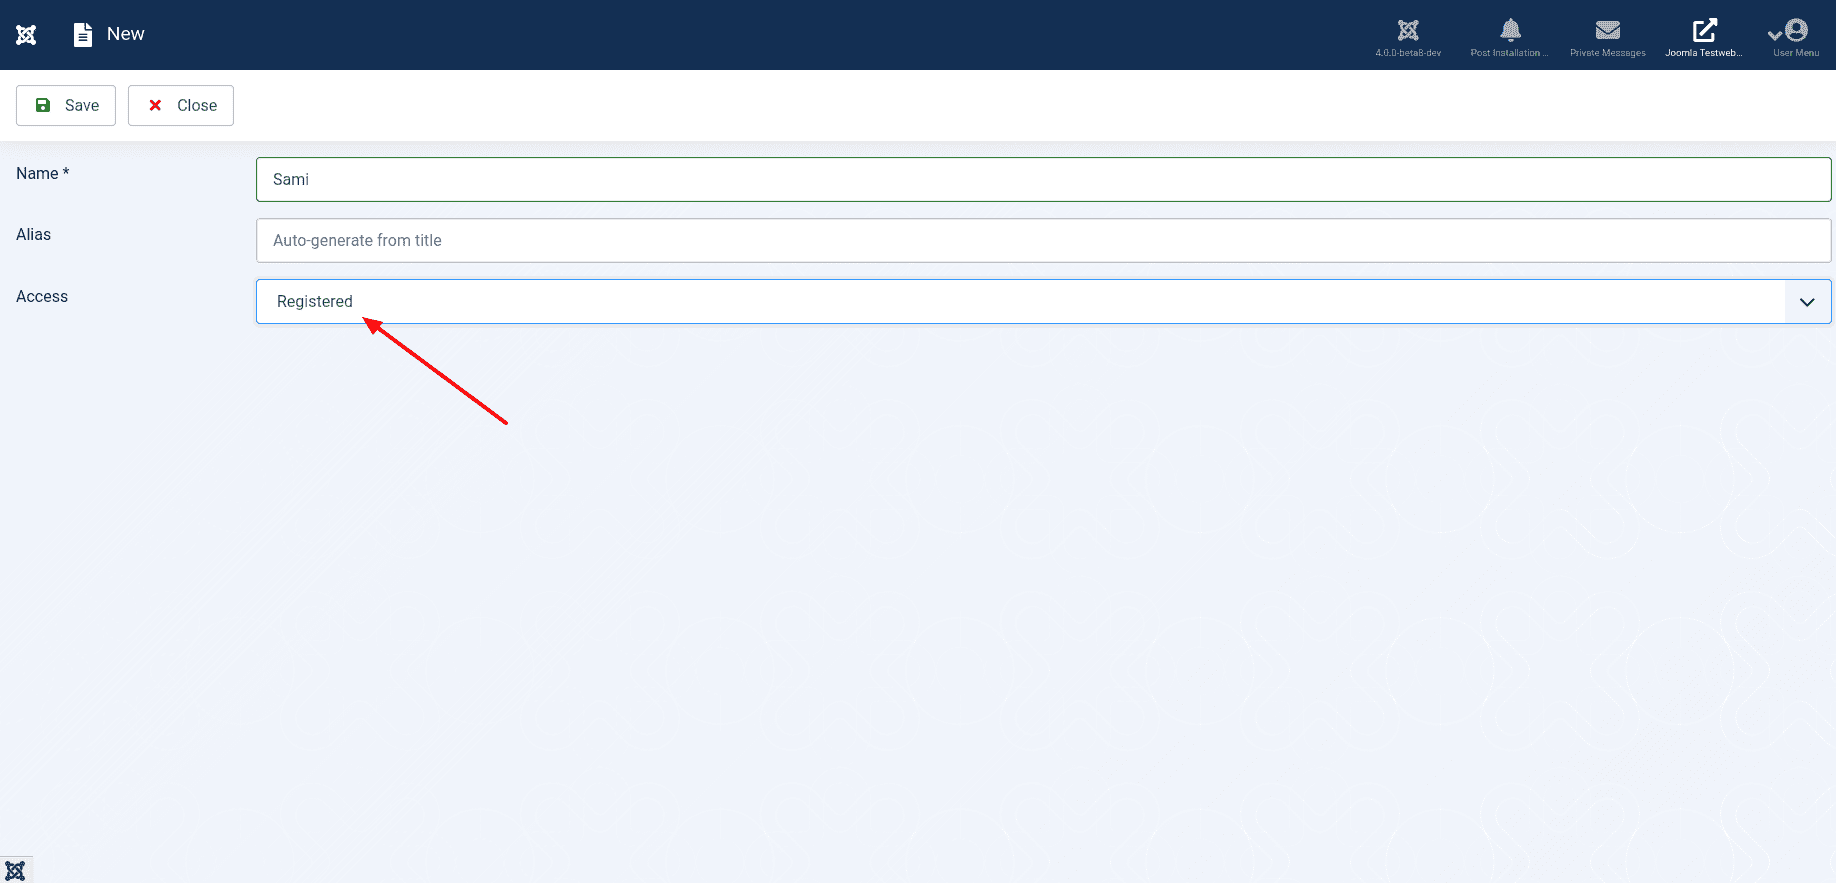 New
4.0.0-beta8-dev
Post Installation ...
Private Messages
Joomla Testweb...
User Menu
Save
Close
Name *
Sami
Alias
Auto-generate from title
Access
Registered